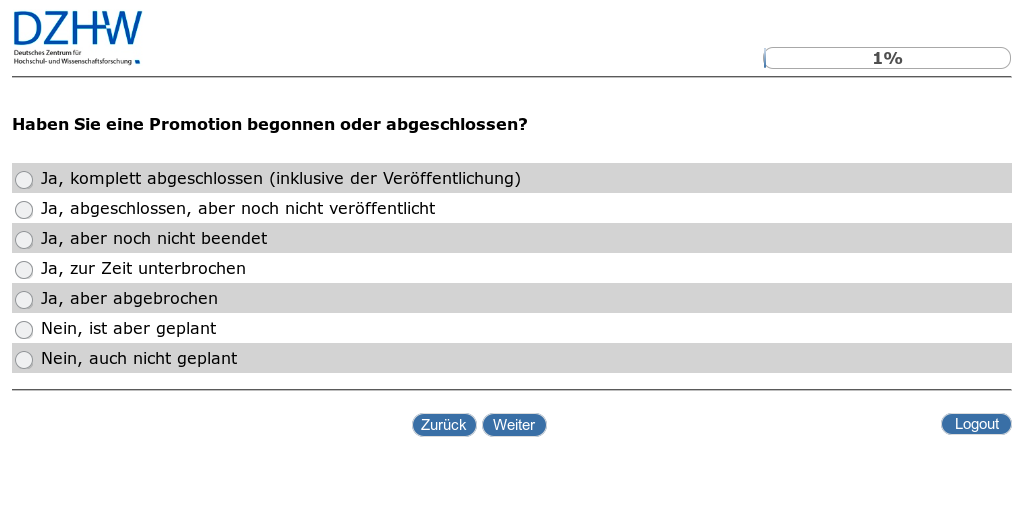 DZHW
Deutsches Zentrum für
Hochschul- und Wissenschaftsforschung
1%
Haben Sie eine Promotion begonnen oder abgeschlossen?
Ja, komplett abgeschlossen (inklusive der Veröffentlichung)
Ja, abgeschlossen, aber noch nicht veröffentlicht
Ja, aber noch nicht beendet
Ja, zur Zeit unterbrochen
Ja, aber abgebrochen
Nein, ist aber geplant
Nein, auch nicht geplant
Zurück Weiter Logout